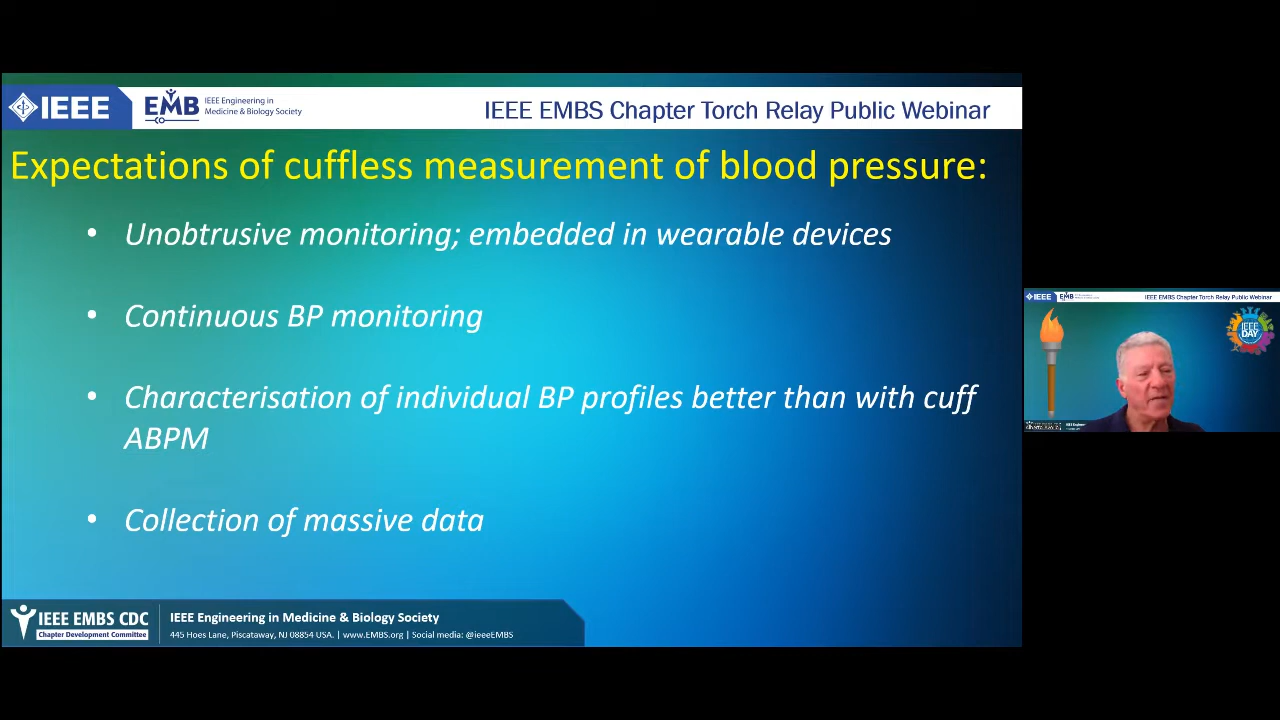 IEEE
EMB
IEEE Engineering in
Medicine & Biology Society
IEEE EMBS Chapter Torch Relay Public Webinar
Expectations of cuffless measurement of blood pressure:
• Unobtrusive monitoring; embedded in wearable devices
• Continuous BP monitoring
• Characterisation of individual BP profiles better than with cuff
ABPM
• Collection of massive data
IEEE EMBS CDC
Chapter Development Committee
IEEE Engineering in Medicine & Biology Society
445 Hoes Lane, Piscataway, NJ 08854 USA. | www.EMBS.org | Social media: @ieeeEMBS
IEEE
EMB
IEEE EMBS Chapter Torch Relay Public Webinar
IEEE
DAY